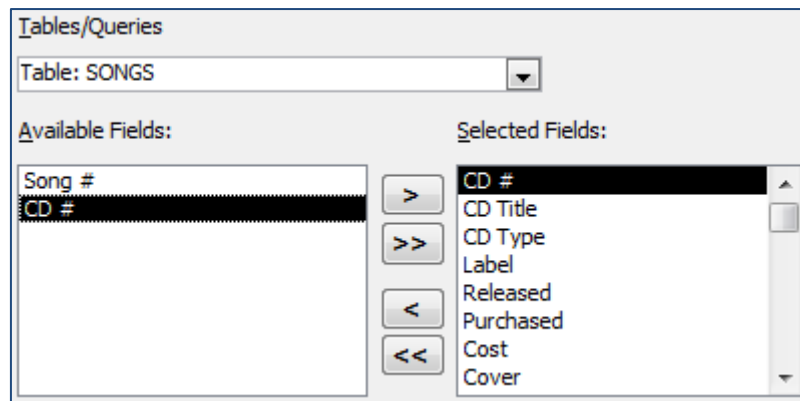 Tables/Queries
Table: SONGS
Available Fields:
Selected Fields:
Song #
CD #
>
>>
<
<<
CD #
CD Title
CD Type
Label
Released
Purchased
Cost
Cover